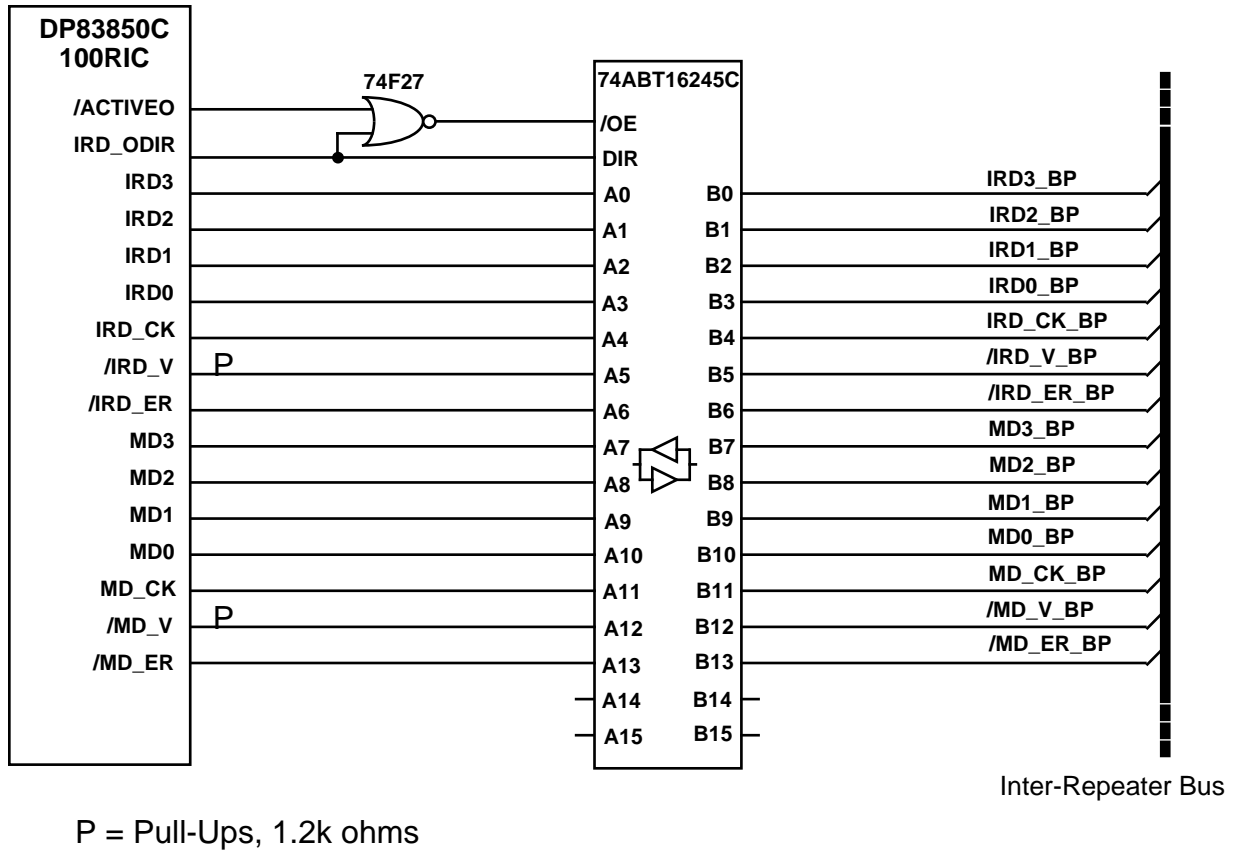 DP83850C
100RIC
/ACTIVEO
IRD_ODIR
IRD3
IRD2
IRD1
IRD0
IRD_CK
/IRD_V
/IRD_ER
MD3
MD2
MD1
MD0
MD_CK
/MD_V
/MD_ER
P
P
74F27
74ABT16245C
/OE
DIR
A0 B0
A1 B1
A2 B2
A3 B3
A4 B4
A5 B5
A6 B6
A7 B7
A8 B8
A9 B9
A10 B10
A11 B11
A12 B12
A13 B13
A14 B14
A15 B15
IRD3_BP
IRD2_BP
IRD1_BP
IRD0_BP
IRD_CK_BP
/IRD_V_BP
/IRD_ER_BP
MD3_BP
MD2_BP
MD1_BP
MD0_BP
MD_CK_BP
/MD_V_BP
/MD_ER_BP
Inter-Repeater Bus
P = Pull-Ups, 1.2k ohms